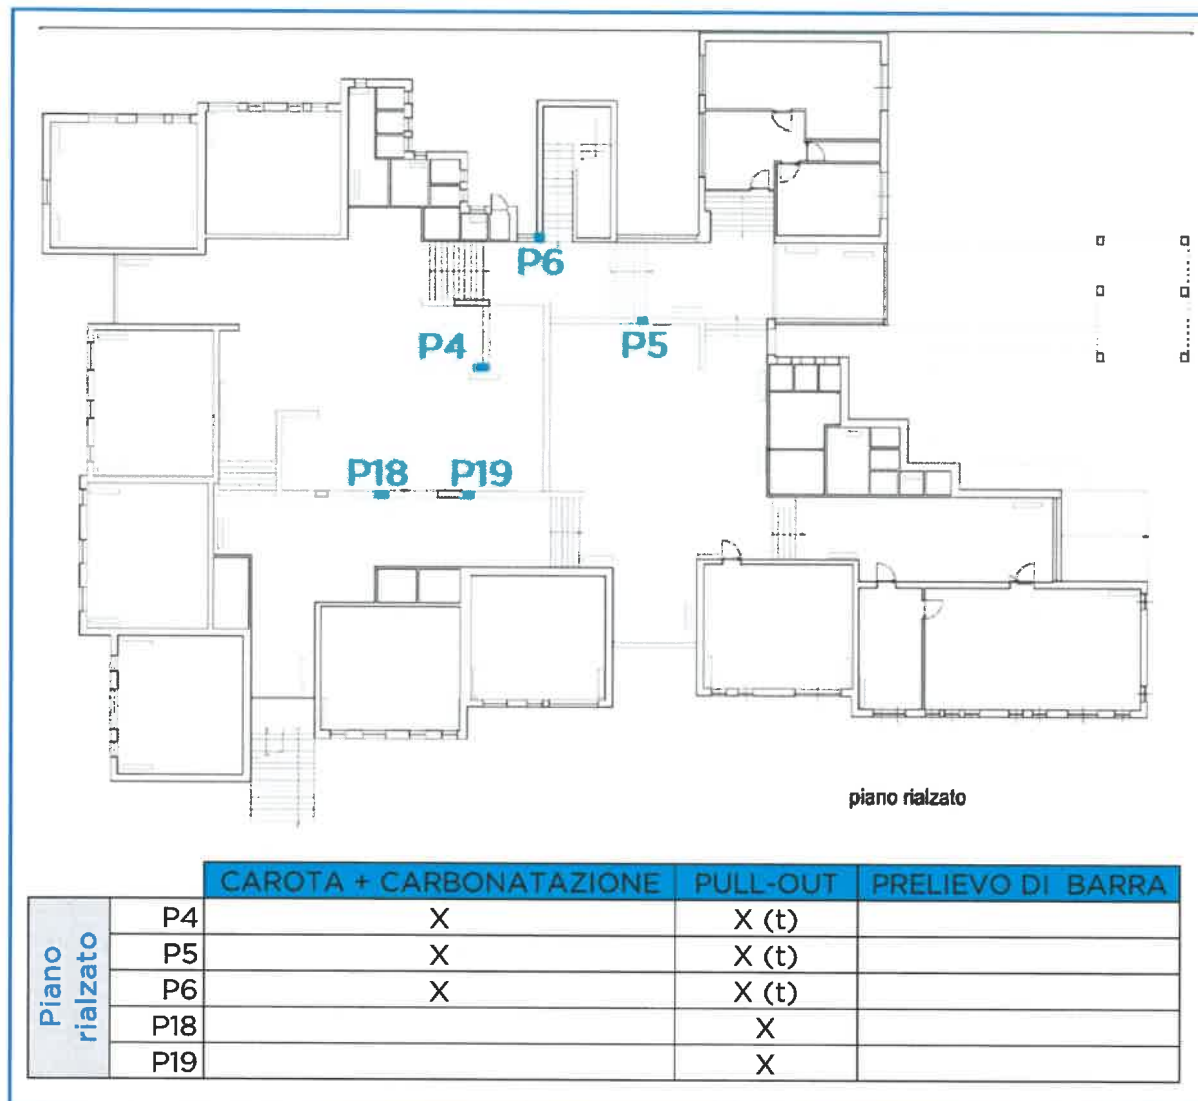 P6
P4
P5
P18 P19
piano rialzato
CAROTA + CARBONATAZIONE PULL-OUT PRELIEVO DI BARRA
Piano rialzato
P4 X X (t)
P5 X X (t)
P6 X X (t)
P18 X
P19 X